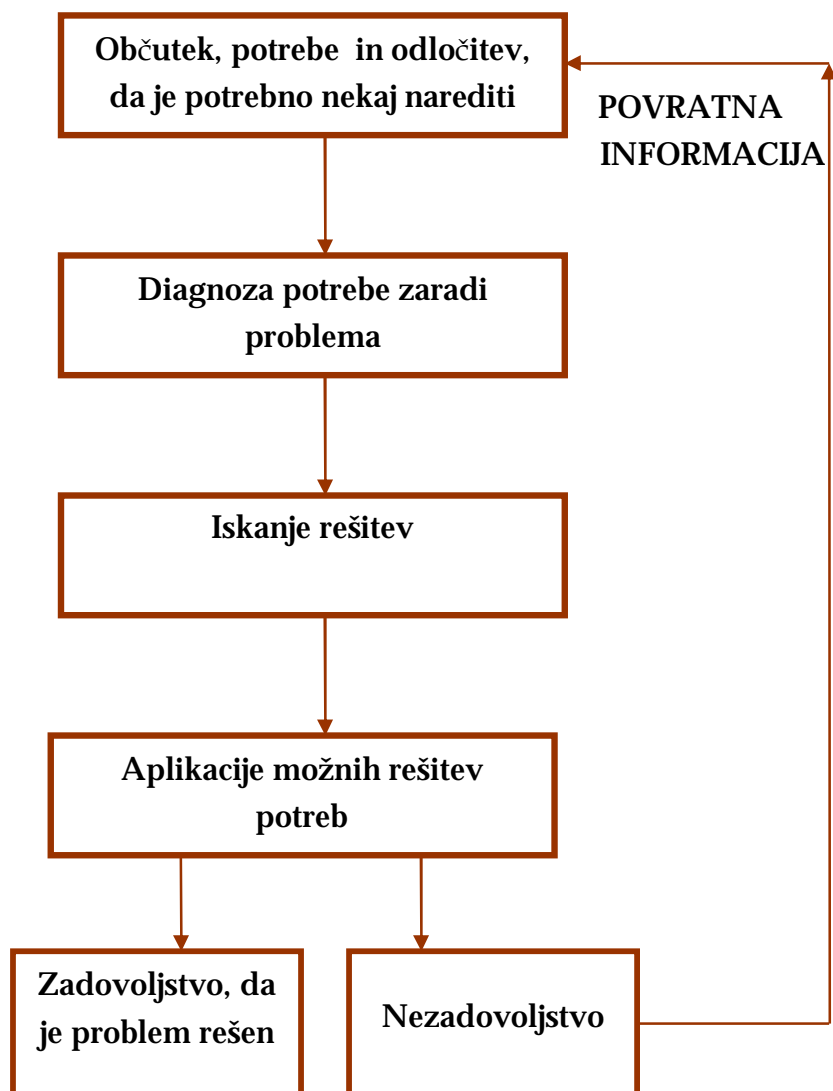 Občutek, potrebe in odločitev,
da je potrebno nekaj narediti
POVRATNA
INFORMACIJA
Diagnoza potrebe zaradi
problema
Iskanje rešitev
Aplikacije možnih rešitev
potreb
Zadovoljstvo, da
je problem rešen
Nezadovoljstvo